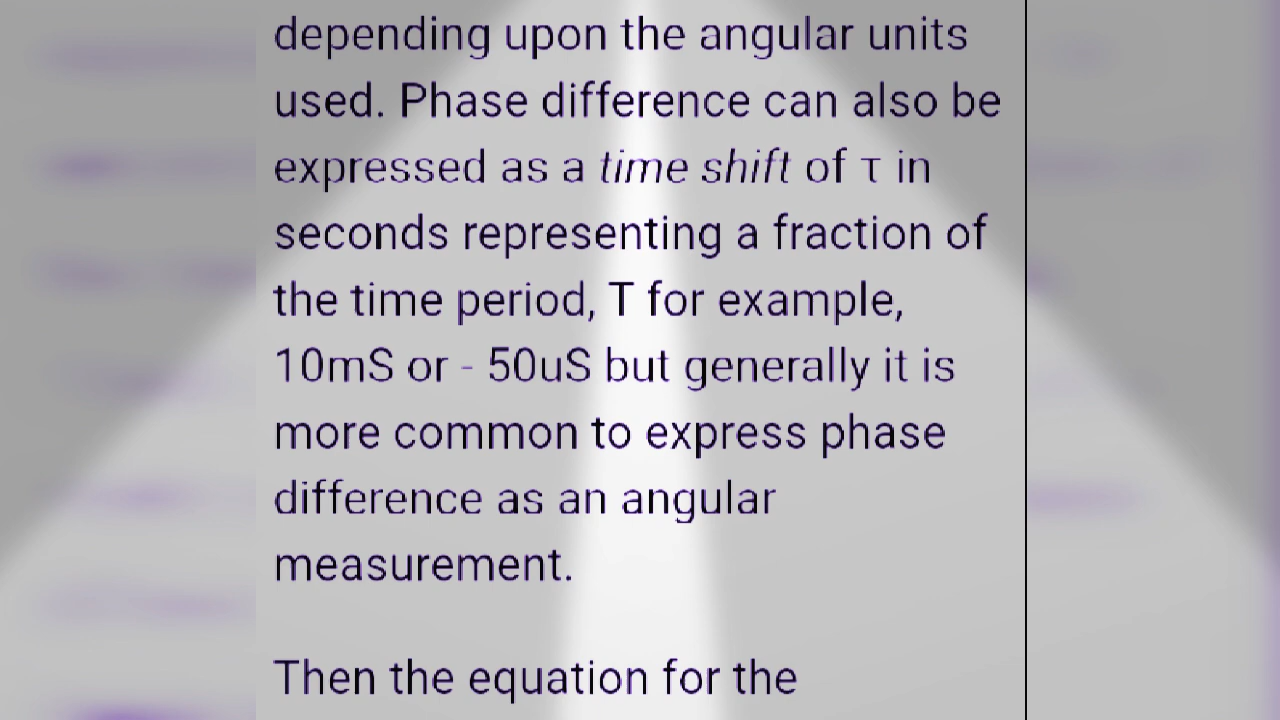 depending upon the angular units
used. Phase difference can also be
expressed as a time shift of τ in
seconds representing a fraction of
the time period, T for example,
10mS or - 50uS but generally it is
more common to express phase
difference as an angular
measurement.
Then the equation for the